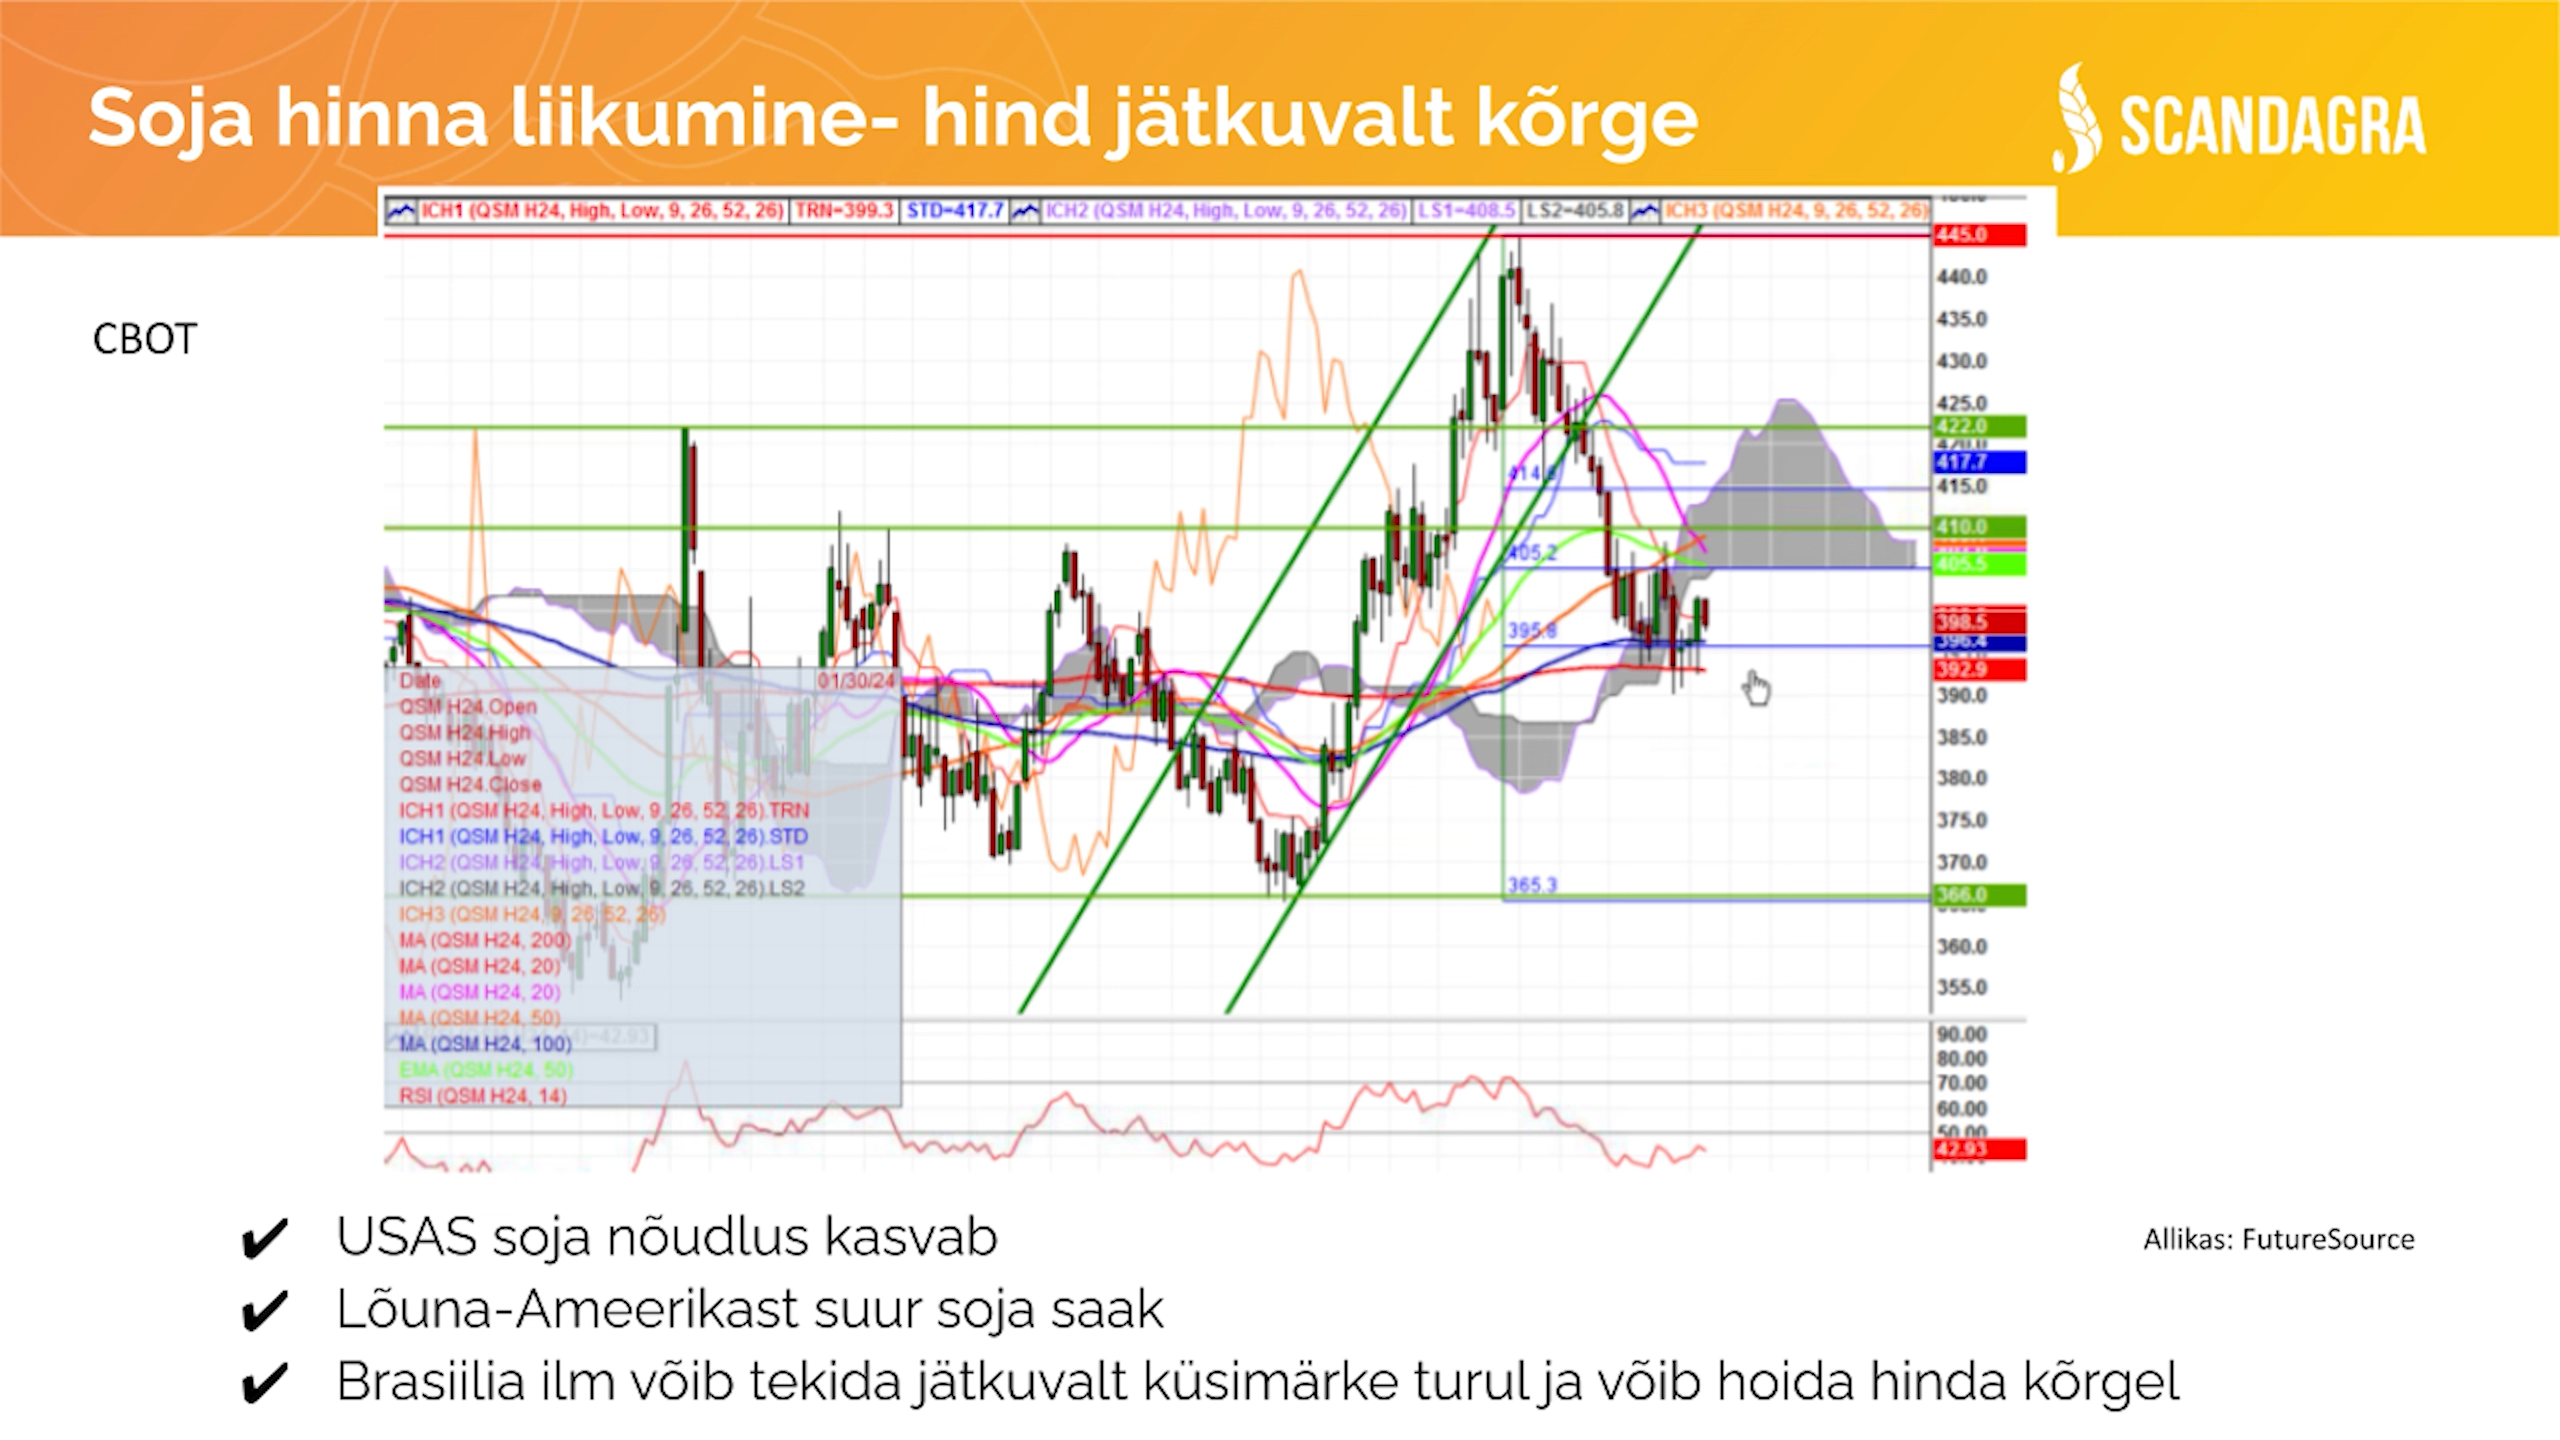 Soja hinna liikumine- hind jätkuvalt kõrge
SCANDAGRA
CBOT
ICH1 (QSM H24, High, Low, 9, 26, 52, 26) TRN=399.3 STD=417.7 ICH2 (QSM H24, High, Low, 9, 26, 52, 26) LS1=408.5 LS2=405.8 ICH3 (QSM H24, 9, 26, 52, 26)
445.0
440.0
435.0
430.0
425.0
422.0
417.7
415.0
410.0
405.5
398.5
396.4
392.9
390.0
385.0
380.0
375.0
370.0
366.0
360.0
355.0
90.00
80.00
70.00
60.00
50.00
42.93
405.2
395.8
365.3
Date 01/30/24
QSM H24.Open
QSM H24.High
QSM H24.Low
QSM H24.Close
ICH1 (QSM H24, High, Low, 9, 26, 52, 26).TRN
ICH1 (QSM H24, High, Low, 9, 26, 52, 26).STD
ICH2 (QSM H24, High, Low, 9, 26, 52, 26).LS1
ICH2 (QSM H24, High, Low, 9, 26, 52, 26).LS2
ICH3 (QSM H24, 9, 26, 52, 26)
MA (QSM H24, 200)
MA (QSM H24, 20)
MA (QSM H24, 20)
MA (QSM H24, 50)
MA (QSM H24, 100)
EMA (QSM H24, 50)
RSI (QSM H24, 14)
✔ USAS soja nõudlus kasvab
✔ Lõuna-Ameerikast suur soja saak
✔ Brasiilia ilm võib tekida jätkuvalt küsimärke turul ja võib hoida hinda kõrgel
Allikas: FutureSource